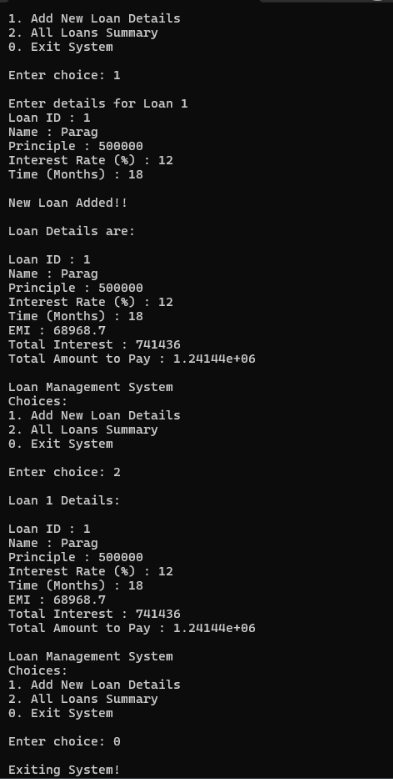 1. Add New Loan Details
2. All Loans Summary
0. Exit System
Enter choice: 1
Enter details for Loan 1
Loan ID : 1
Name : Parag
Principle : 500000
Interest Rate (%) : 12
Time (Months) : 18
New Loan Added!!
Loan Details are:
Loan ID : 1
Name : Parag
Principle : 500000
Interest Rate (%) : 12
Time (Months) : 18
EMI : 68968.7
Total Interest : 741436
Total Amount to Pay : 1.24144e+06
Loan Management System
Choices:
1. Add New Loan Details
2. All Loans Summary
0. Exit System
Enter choice: 2
Loan 1 Details:
Loan ID : 1
Name : Parag
Principle : 500000
Interest Rate (%) : 12
Time (Months) : 18
EMI : 68968.7
Total Interest : 741436
Total Amount to Pay : 1.24144e+06
Loan Management System
Choices:
1. Add New Loan Details
2. All Loans Summary
0. Exit System
Enter choice: 0
Exiting System!